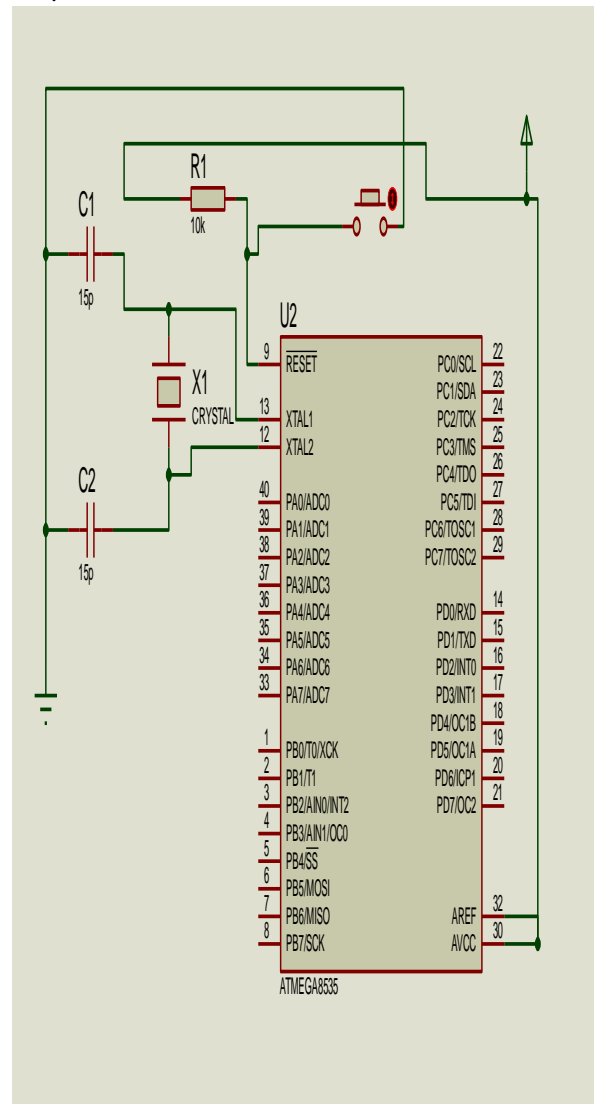 R1
10k
C1
15p
X1
CRYSTAL
C2
15p
U2
9
RESET
13
XTAL1
12
XTAL2
40
PA0/ADC0
39
PA1/ADC1
38
PA2/ADC2
37
PA3/ADC3
36
PA4/ADC4
35
PA5/ADC5
34
PA6/ADC6
33
PA7/ADC7
1
PB0/T0/XCK
2
PB1/T1
3
PB2/AIN0/INT2
4
PB3/AIN1/OC0
5
PB4/SS
6
PB5/MOSI
7
PB6/MISO
8
PB7/SCK
22
PC0/SCL
23
PC1/SDA
24
PC2/TCK
25
PC3/TMS
26
PC4/TDO
27
PC5/TDI
28
PC6/TOSC1
29
PC7/TOSC2
14
PD0/RXD
15
PD1/TXD
16
PD2/INT0
17
PD3/INT1
18
PD4/OC1B
19
PD5/OC1A
20
PD6/ICP1
21
PD7/OC2
32
AREF
30
AVCC
ATMEGA8535